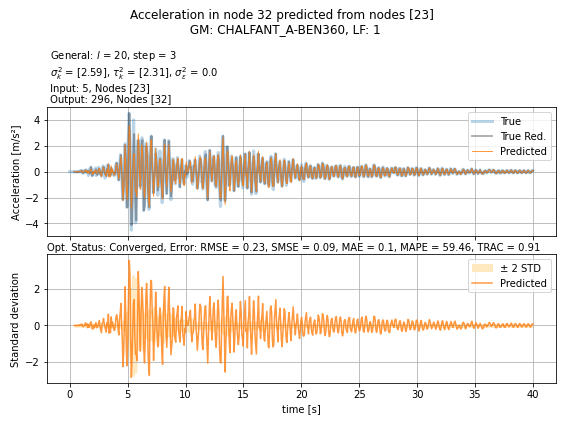 Acceleration in node 32 predicted from nodes [23]
GM: CHALFANT_A-BEN360, LF: 1
General: l = 20, step = 3
σ²ₖ = [2.59], τ²ₖ = [2.31], σ²ε = 0.0
Input: 5, Nodes [23]
Output: 296, Nodes [32]
Acceleration [m/s²]
4
2
0
−2
−4
True
True Red.
Predicted
Opt. Status: Converged, Error: RMSE = 0.23, SMSE = 0.09, MAE = 0.1, MAPE = 59.46, TRAC = 0.91
Standard deviation
2
0
−2
± 2 STD
Predicted
0 5 10 15 20 25 30 35 40
time [s]